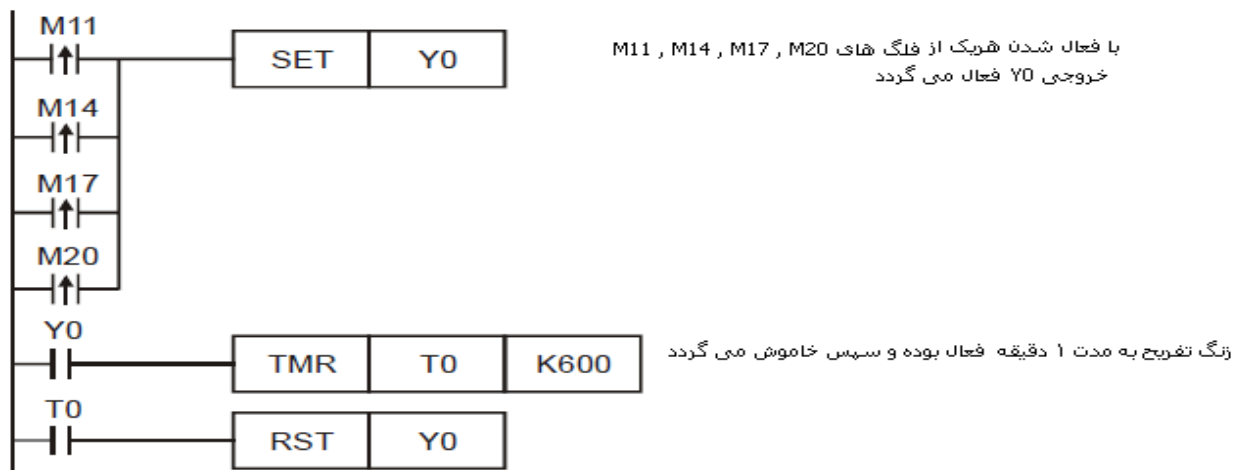 M11
SET Y0
با فعال شدن هریک از فلگ های M11 , M14 , M17 , M20
خروجی Y0 فعال می گردد
M14
M17
M20
Y0
TMR T0 K600
زنگ تفریح به مدت ۱ دقیقه فعال بوده و سپس خاموش می گردد
T0
RST Y0